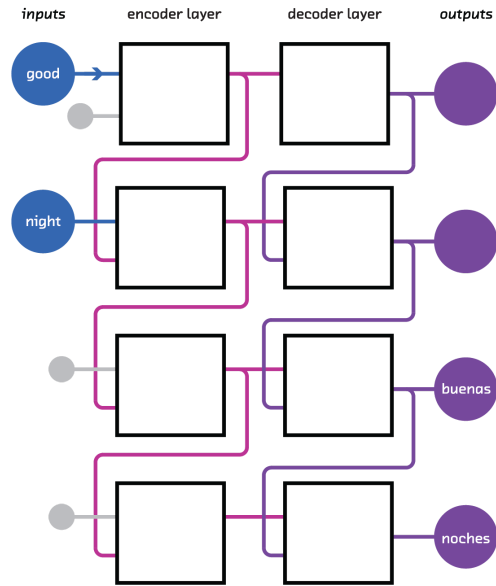 inputs encoder layer decoder layer outputs
good
night
buenas
noches